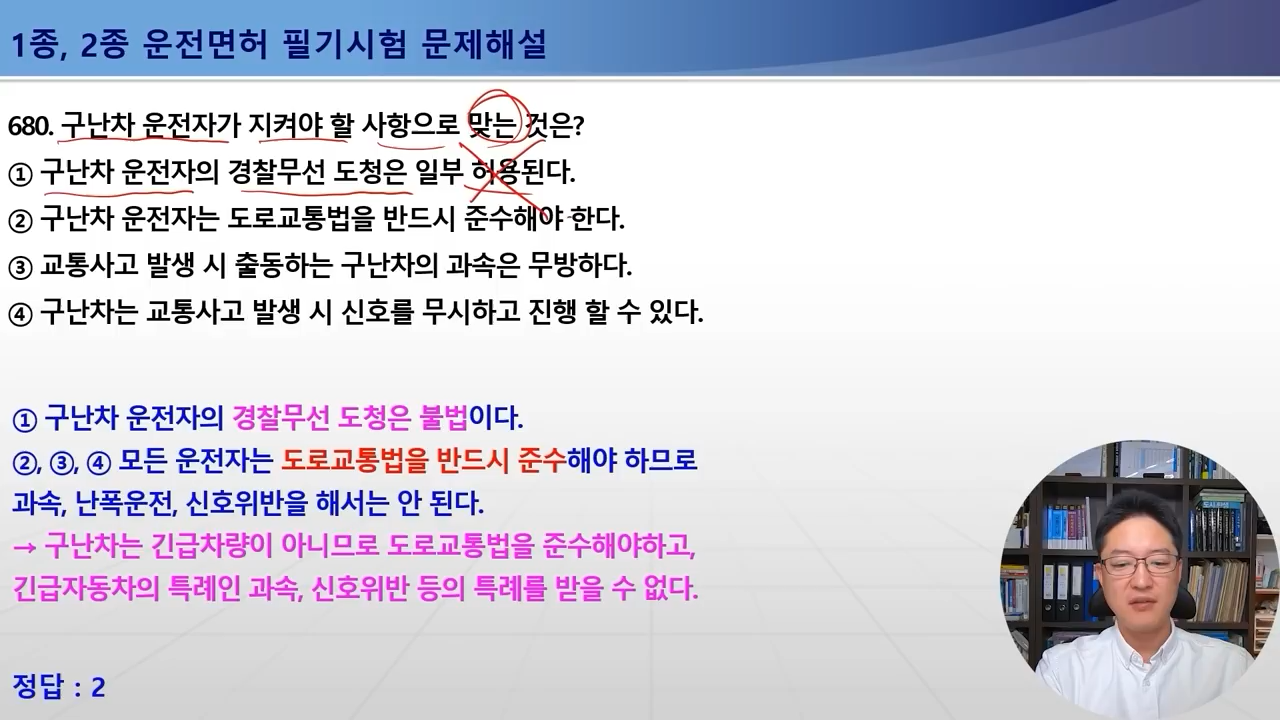 1종, 2종 운전면허 필기시험 문제해설
680. 구난차 운전자가 지켜야 할 사항으로 맞는 것은?
① 구난차 운전자의 경찰무선 도청은 일부 허용된다.
② 구난차 운전자는 도로교통법을 반드시 준수해야 한다.
③ 교통사고 발생 시 출동하는 구난차의 과속은 무방하다.
④ 구난차는 교통사고 발생 시 신호를 무시하고 진행 할 수 있다.
① 구난차 운전자의 경찰무선 도청은 불법이다.
②, ③, ④ 모든 운전자는 도로교통법을 반드시 준수해야 하므로
과속, 난폭운전, 신호위반을 해서는 안 된다.
→ 구난차는 긴급차량이 아니므로 도로교통법을 준수해야하고,
긴급자동차의 특례인 과속, 신호위반 등의 특례를 받을 수 없다.
정답 : 2